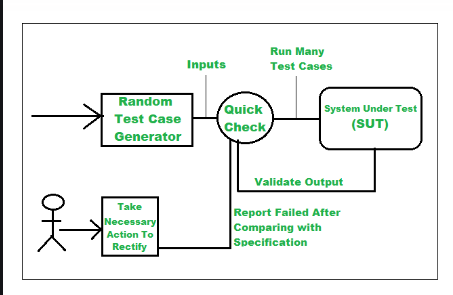 Inputs
Run Many
Test Cases
Random
Test Case
Generator
Quick
Check
System Under Test
(SUT)
Validate Output
Take
Necessary
Action To
Rectify
Report Failed After
Comparing with
Specification